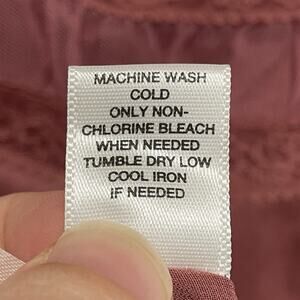 MACHINE WASH
COLD
ONLY NON-
CHLORINE BLEACH
WHEN NEEDED
TUMBLE DRY LOW
COOL IRON
IF NEEDED